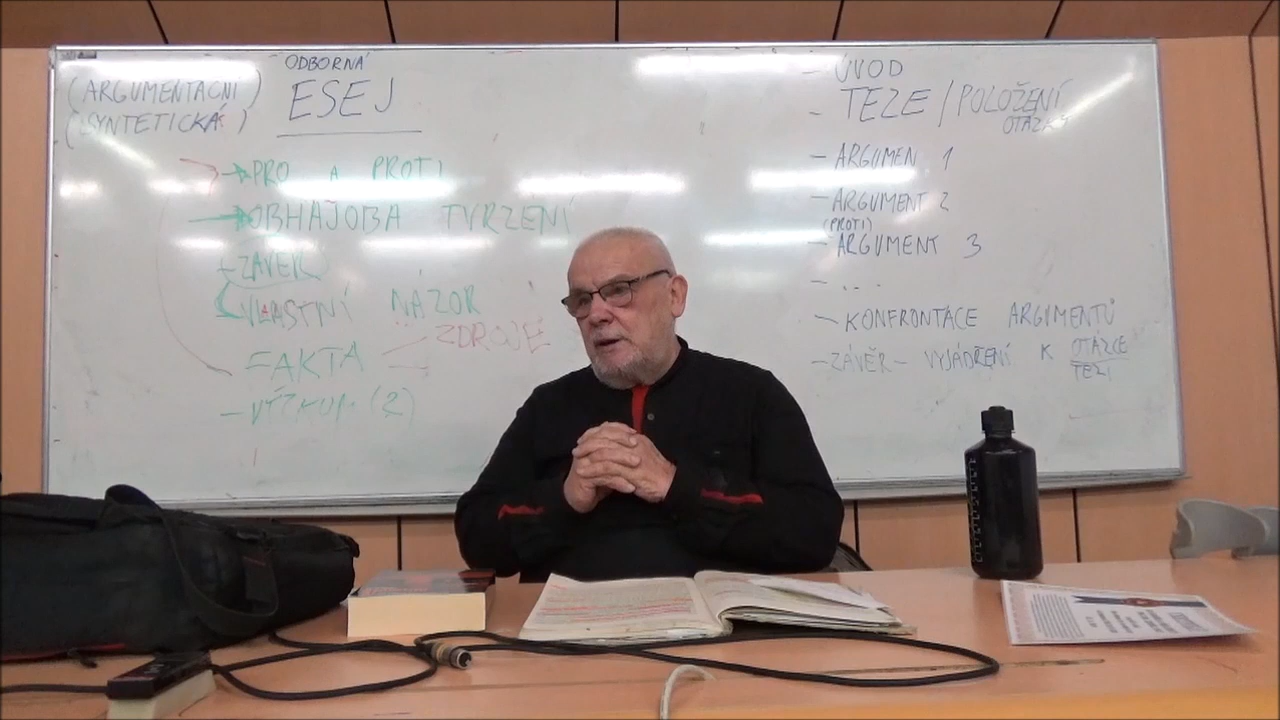 ODBORNÁ
(ARGUMENTAČNÍ) ESEJ
(SYNTETICKÁ)
PRO A PROTI
OBHAJOBA TVRZENÍ
- ZÁVĚR
VLASTNÍ NÁZOR
ZDROJE
FAKTA
- VÝZKUM (2)
- ÚVOD
- TEZE / POLOŽENÍ
OTÁZKY
- ARGUMEN 1
- ARGUMENT 2
(PROTI)
- ARGUMENT 3
- ...
- KONFRONTACE ARGUMENTŮ
- ZÁVĚR - VYJÁDŘENÍ K OTÁZCE
TEZI